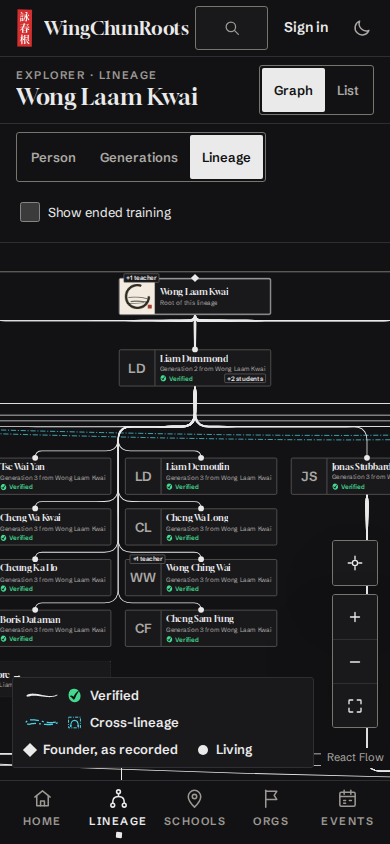 詠春根
WingChunRoots
Sign in
EXPLORER · LINEAGE
Wong Laam Kwai
Graph
List
Person
Generations
Lineage
Show ended training
+1 teacher
Wong Laam Kwai
Root of this lineage
LD
Liam Dummond
Generation 2 from Wong Laam Kwai
Verified
+2 students
Tsc Wai Yan
Generation 3 from Wong Laam Kwai
Verified
LD
Liam Demoulin
Generation 3 from Wong Laam Kwai
Verified
JS
Jonas Stubbard
Generation 3 from Wong
Verified
Cheng Wa Kwai
Generation 3 from Wong Laam Kwai
Verified
CL
Cheng Wa Long
Generation 3 from Wong Laam Kwai
Verified
Cheung Ka Ho
Generation 3 from Wong Laam Kwai
Verified
+1 teacher
WW
Wong Ching Wai
Generation 3 from Wong Laam Kwai
Verified
Boris Dataman
Generation 3 from Wong Laam Kwai
Verified
CF
Cheng Sam Fung
Generation 3 from Wong Laam Kwai
Verified
Verified
Cross-lineage
Founder, as recorded
Living
React Flow
HOME
LINEAGE
SCHOOLS
ORGS
EVENTS